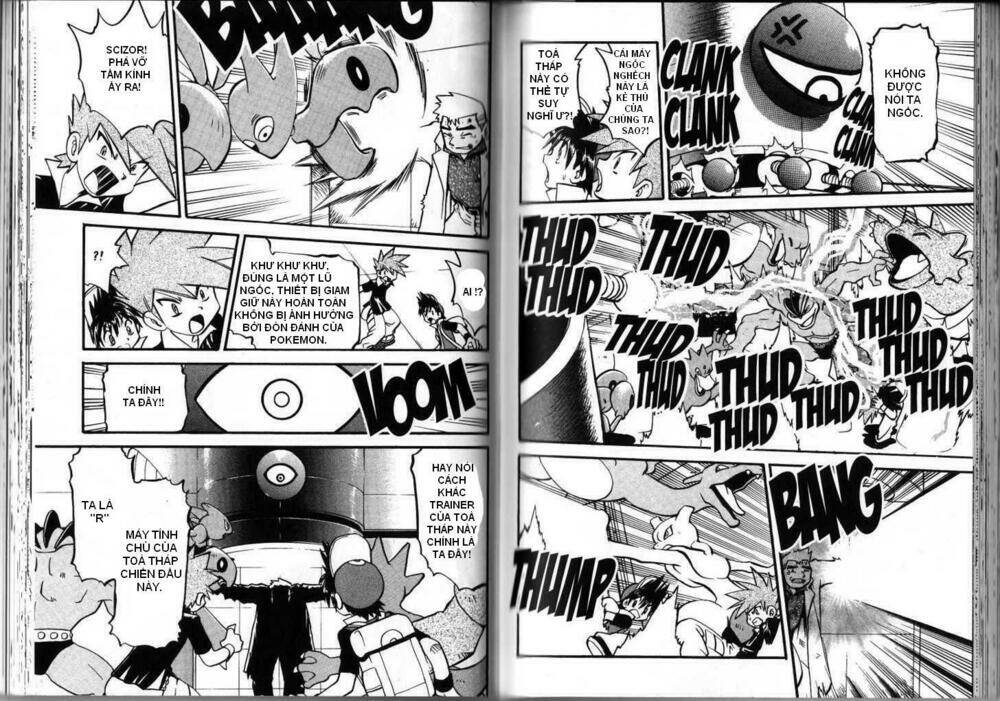 SCIZOR!
PHÁ VỠ
TẤM KÍNH
ẤY RA!
BAAAANG
?!
KHƯ KHƯ KHƯ,
ĐÚNG LÀ MỘT LŨ
NGỐC, THIẾT BỊ GIAM
GIỮ NÀY HOÀN TOÀN
KHÔNG BỊ ẢNH HƯỞNG
BỞI ĐÒN ĐÁNH CỦA
POKEMON.
AI !?
CHÍNH
TA ĐÂY!!
VOOM
TA LÀ
"R"
MÁY TÍNH
CHỦ CỦA
TOÀ THÁP
CHIẾN ĐẤU
NÀY.
HAY NÓI
CÁCH
KHÁC
TRAINER
CỦA TOÀ
THÁP NÀY
CHÍNH LÀ
TA ĐÂY!
TOÀ
THÁP
NÀY CÓ
THỂ TỰ
SUY
NGHĨ Ư?!
CÁI MÁY
NGỐC
NGHẾCH
NÀY LÀ
KẺ THÙ
CỦA
CHÚNG TA
SAO?!
CLANK
CLANK
CLANK
CLANK
KHÔNG
ĐƯỢC
NÓI TA
NGỐC.
THUD
THUD
THUD
THUD
THUD
THUD
THUD
THUD
THUD
THUD
THUD
THUMP
BANG